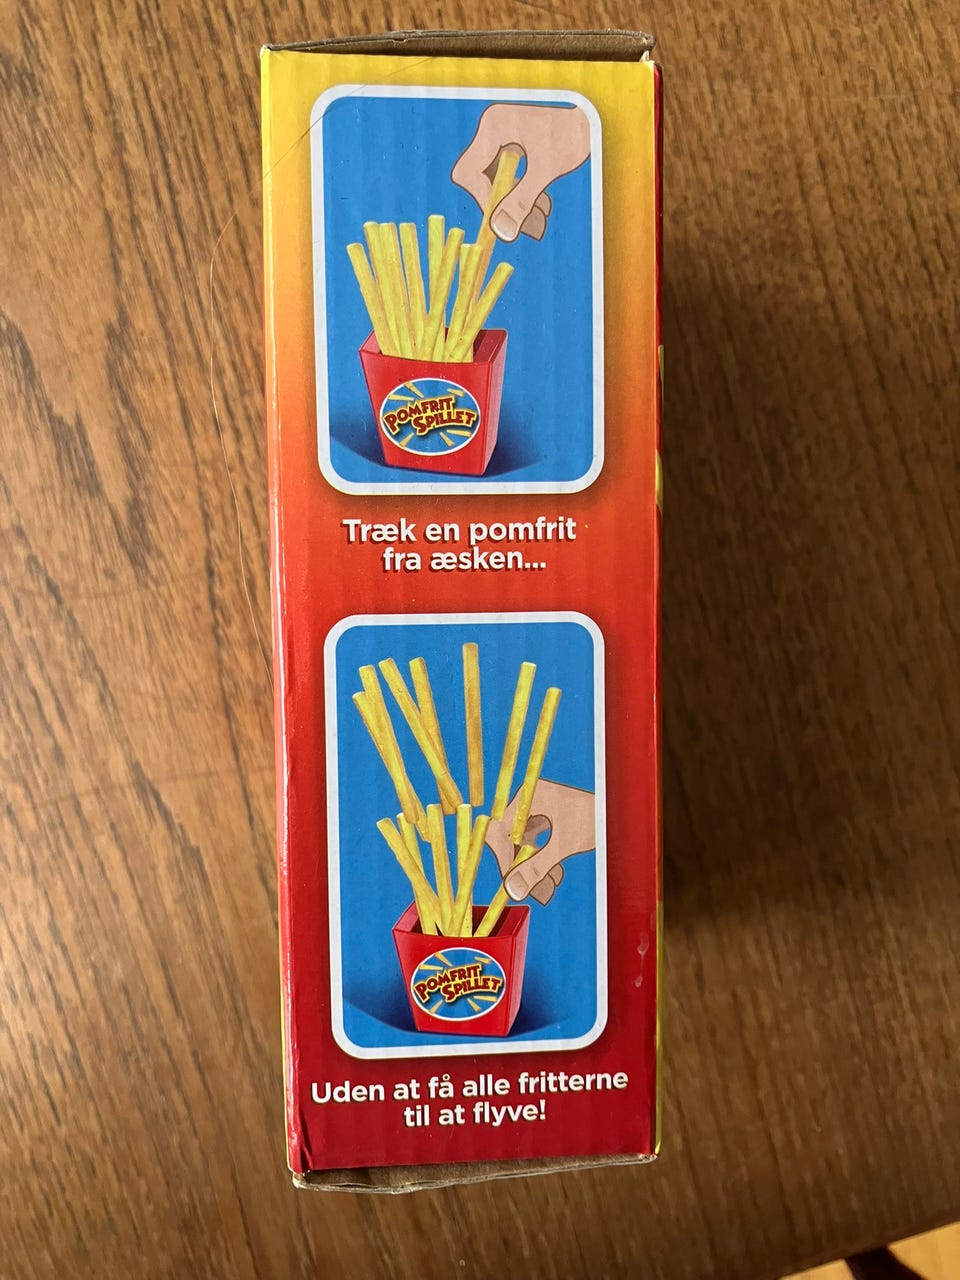 POMFRIT
SPILLET
Træk en pomfrit
fra æsken...
POMFRIT
SPILLET
Uden at få alle fritterne
til at flyve!